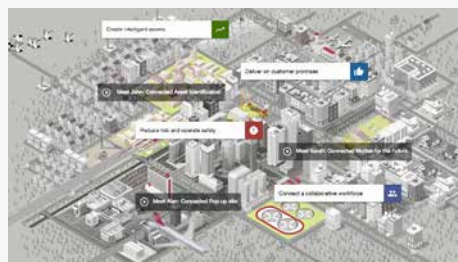 Create intelligent assets
Deliver on customer promises
Meet John: Connected Asset Identification
Reduce risk and operate safely
Meet Sarah: Connected Worker for the Future
Connect a collaborative workforce
Meet Alan: Connected Pop up site